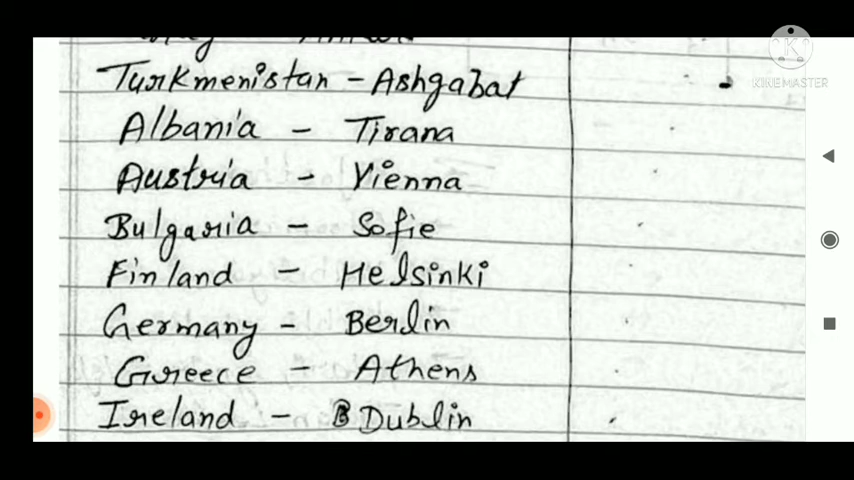 KINEMASTER
Turkmenistan - Ashgabat
Albania - Tirana
Austria - Vienna
Bulgaria - Sofie
Finland - Helsinki
Germany - Berlin
Greece - Athens
Ireland - Dublin